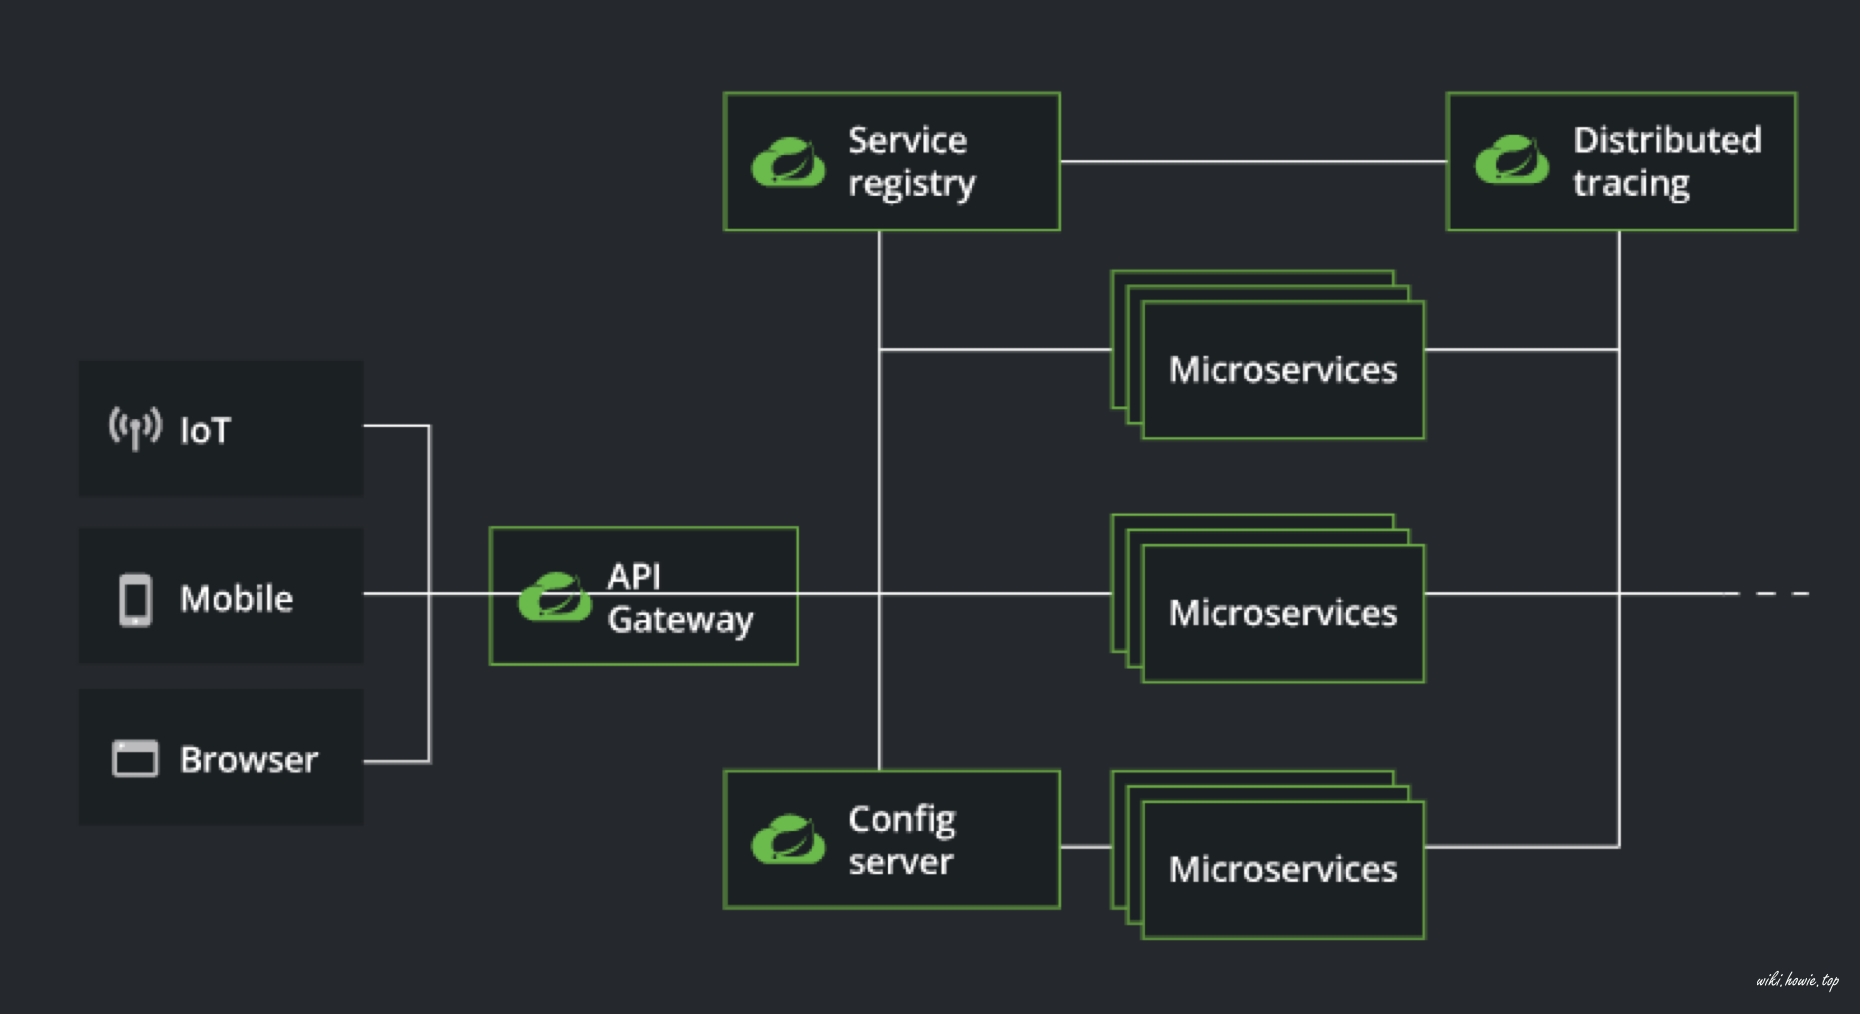 Service
registry
Distributed
tracing
Microservices
IoT
Mobile
API
Gateway
Microservices
Browser
Config
server
Microservices
wiki.howie.top